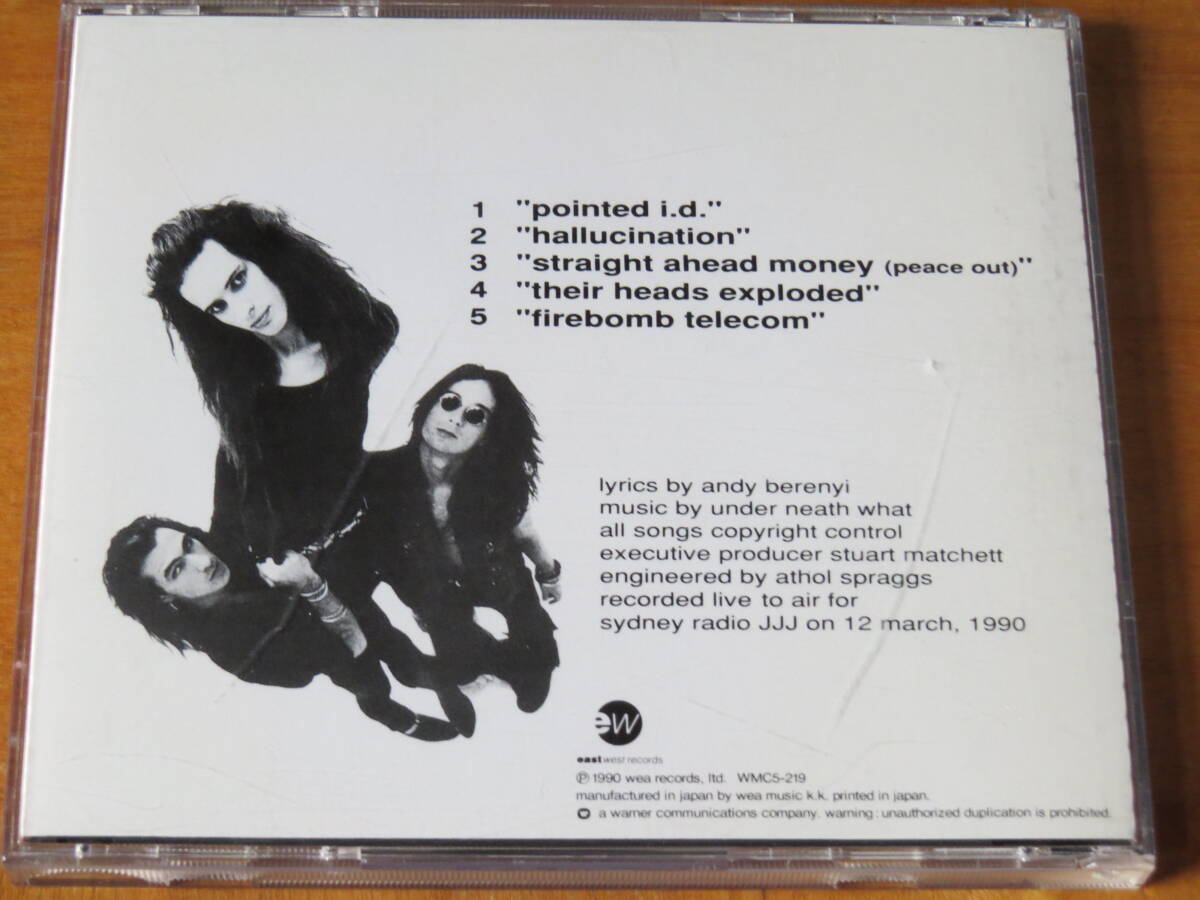 1 "pointed i.d."
2 "hallucination"
3 "straight ahead money (peace out)"
4 "their heads exploded"
5 "firebomb telecom"
lyrics by andy berenyi
music by under neath what
all songs copyright control
executive producer stuart matchett
engineered by athol spraggs
recorded live to air for
sydney radio JJJ on 12 march, 1990
ew
eastwest records
℗ 1990 wea records, ltd. WMC5-219
manufactured in japan by wea music k.k. printed in japan.
a warner communications company. warning : unauthorized duplication is prohibited.